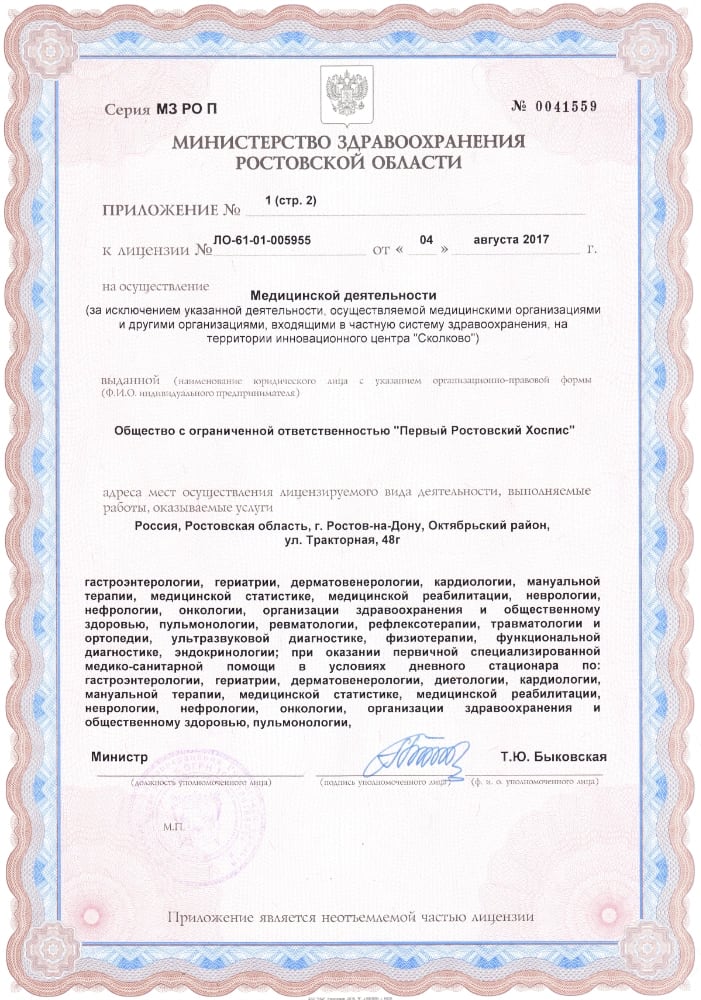 Серия МЗ РО П
№ 0041559
МИНИСТЕРСТВО ЗДРАВООХРАНЕНИЯ
РОСТОВСКОЙ ОБЛАСТИ
ПРИЛОЖЕНИЕ № 1 (стр. 2)
к лицензии № ЛО-61-01-005955 от « 04 » августа 2017 г.
на осуществление
Медицинской деятельности
(за исключением указанной деятельности, осуществляемой медицинскими организациями
и другими организациями, входящими в частную систему здравоохранения, на
территории инновационного центра "Сколково")
выданной (наименование юридического лица с указанием организационно-правовой формы
(Ф.И.О. индивидуального предпринимателя)
Общество с ограниченной ответственностью "Первый Ростовский Хоспис"
адреса мест осуществления лицензируемого вида деятельности, выполняемые
работы, оказываемые услуги
Россия, Ростовская область, г. Ростов-на-Дону, Октябрьский район,
ул. Тракторная, 48г
гастроэнтерологии, гериатрии, дерматовенерологии, кардиологии, мануальной
терапии, медицинской статистике, медицинской реабилитации, неврологии,
нефрологии, онкологии, организации здравоохранения и общественному
здоровью, пульмонологии, ревматологии, рефлексотерапии, травматологии и
ортопедии, ультразвуковой диагностике, физиотерапии, функциональной
диагностике, эндокринологии; при оказании первичной специализированной
медико-санитарной помощи в условиях дневного стационара по:
гастроэнтерологии, гериатрии, дерматовенерологии, диетологии, кардиологии,
мануальной терапии, медицинской статистике, медицинской реабилитации,
неврологии, нефрологии, онкологии, организации здравоохранения и
общественному здоровью, пульмонологии,
Министр
Т.Ю. Быковская
(должность уполномоченного лица)
(подпись уполномоченного лица)
(ф. и. о. уполномоченного лица)
М.П.
Приложение является неотъемлемой частью лицензии